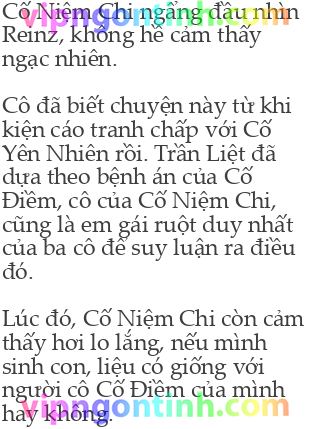 Cố Niệm Chi ngẩng đầu nhìn
Reinz, không hề cảm thấy
ngạc nhiên.
Cô đã biết chuyện này từ khi
kiện cáo tranh chấp với Cố
Yên Nhiên rồi. Trần Liệt đã
dựa theo bệnh án của Cố
Điềm, cô của Cố Niệm Chi,
cũng là em gái ruột duy nhất
của ba cô để suy luận ra điều
đó.
Lúc đó, Cố Niệm Chi còn cảm
thấy hơi lo lắng, nếu mình
sinh con, liệu có giống với
người cô Cố Điềm của mình
hay không.
vipngontinh.com
vipngontinh.com